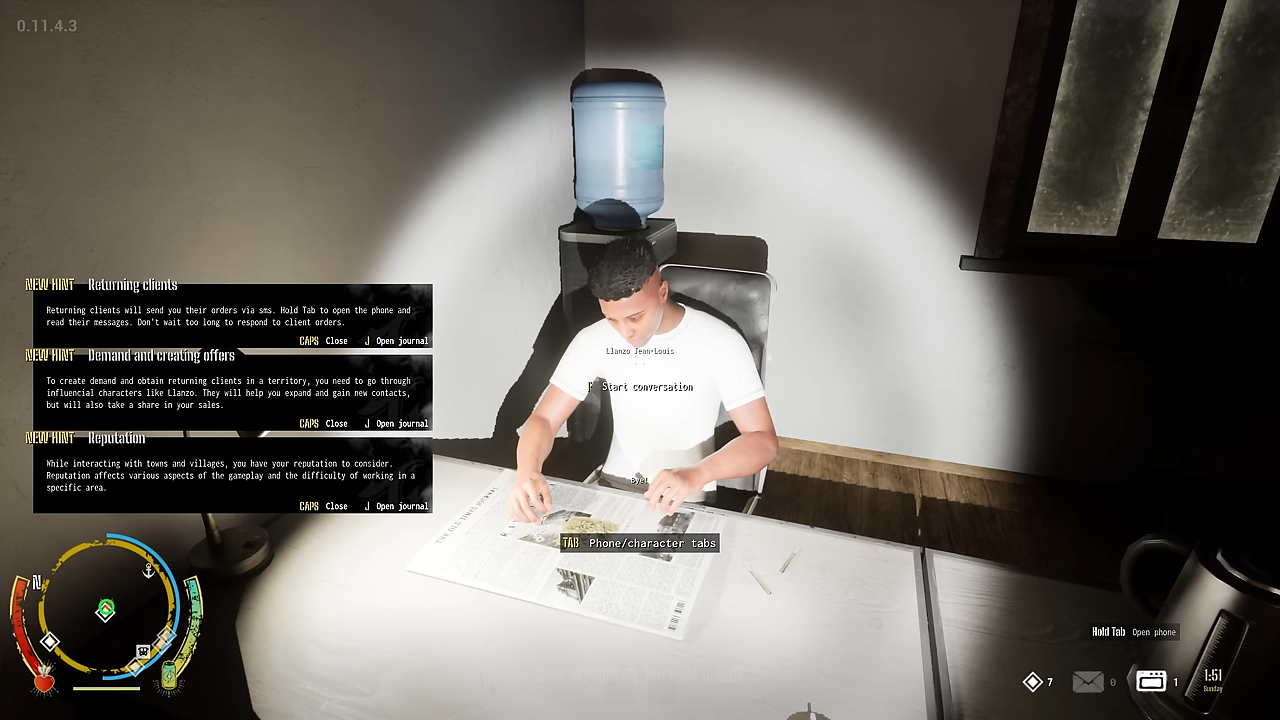 0.11.4.3
NEW HINT Returning clients
Returning clients will send you their orders via sms. Hold Tab to open the phone and
read their messages. Don't wait too long to respond to client orders.
CAPS Close J Open journal
NEW HINT Demand and creating offers
To create demand and obtain returning clients in a territory, you need to go through
influential characters like Llanzo. They will help you expand and gain new contacts,
but will also take a share in your sales.
CAPS Close J Open journal
NEW HINT Reputation
While interacting with towns and villages, you have your reputation to consider.
Reputation affects various aspects of the gameplay and the difficulty of working in a
specific area.
CAPS Close J Open journal
Llanzo Jean-Louis
F Start conversation
Bye!
THE OLD TIMES JOURNAL
TAB Phone/character tabs
N
Hold Tab Open phone
7
0
1
1:51
Sunday